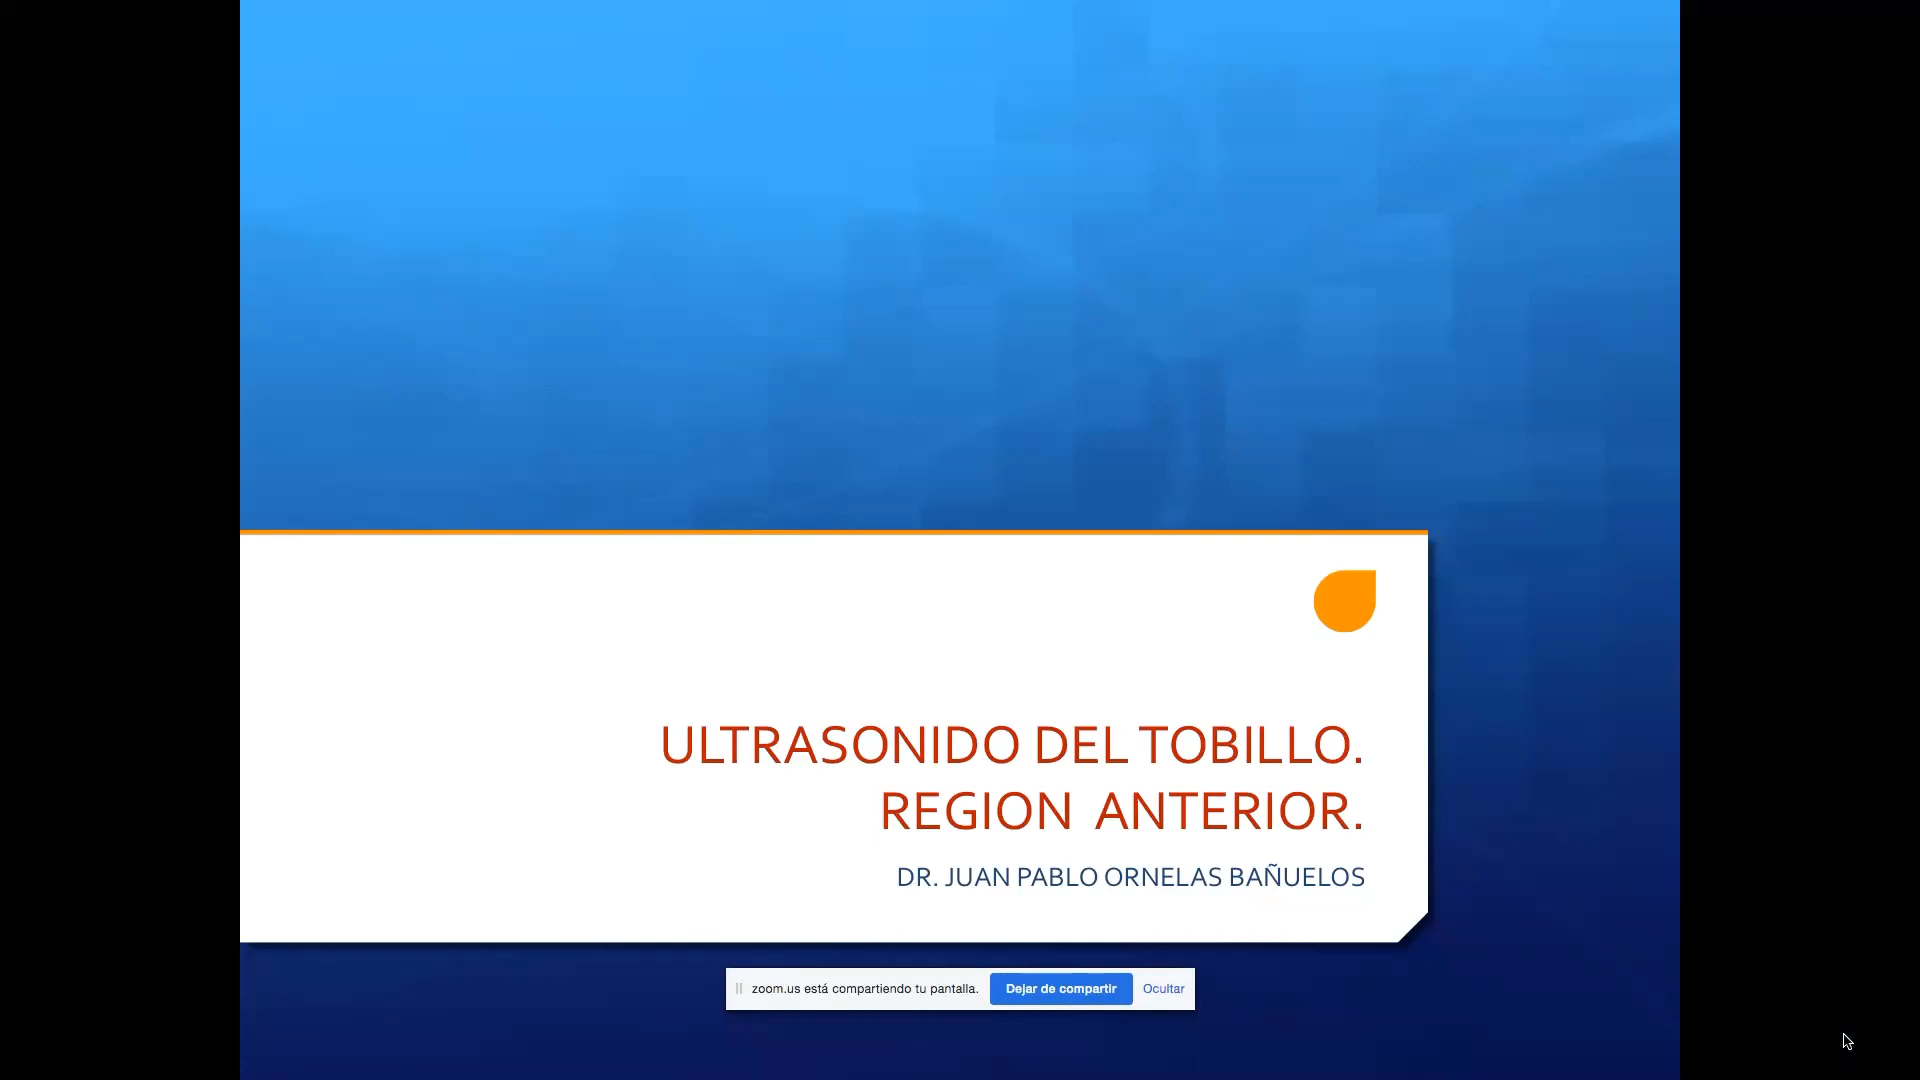 ULTRASONIDO DEL TOBILLO.
REGION ANTERIOR.
DR. JUAN PABLO ORNELAS BAÑUELOS
zoom.us está compartiendo tu pantalla. Dejar de compartir Ocultar